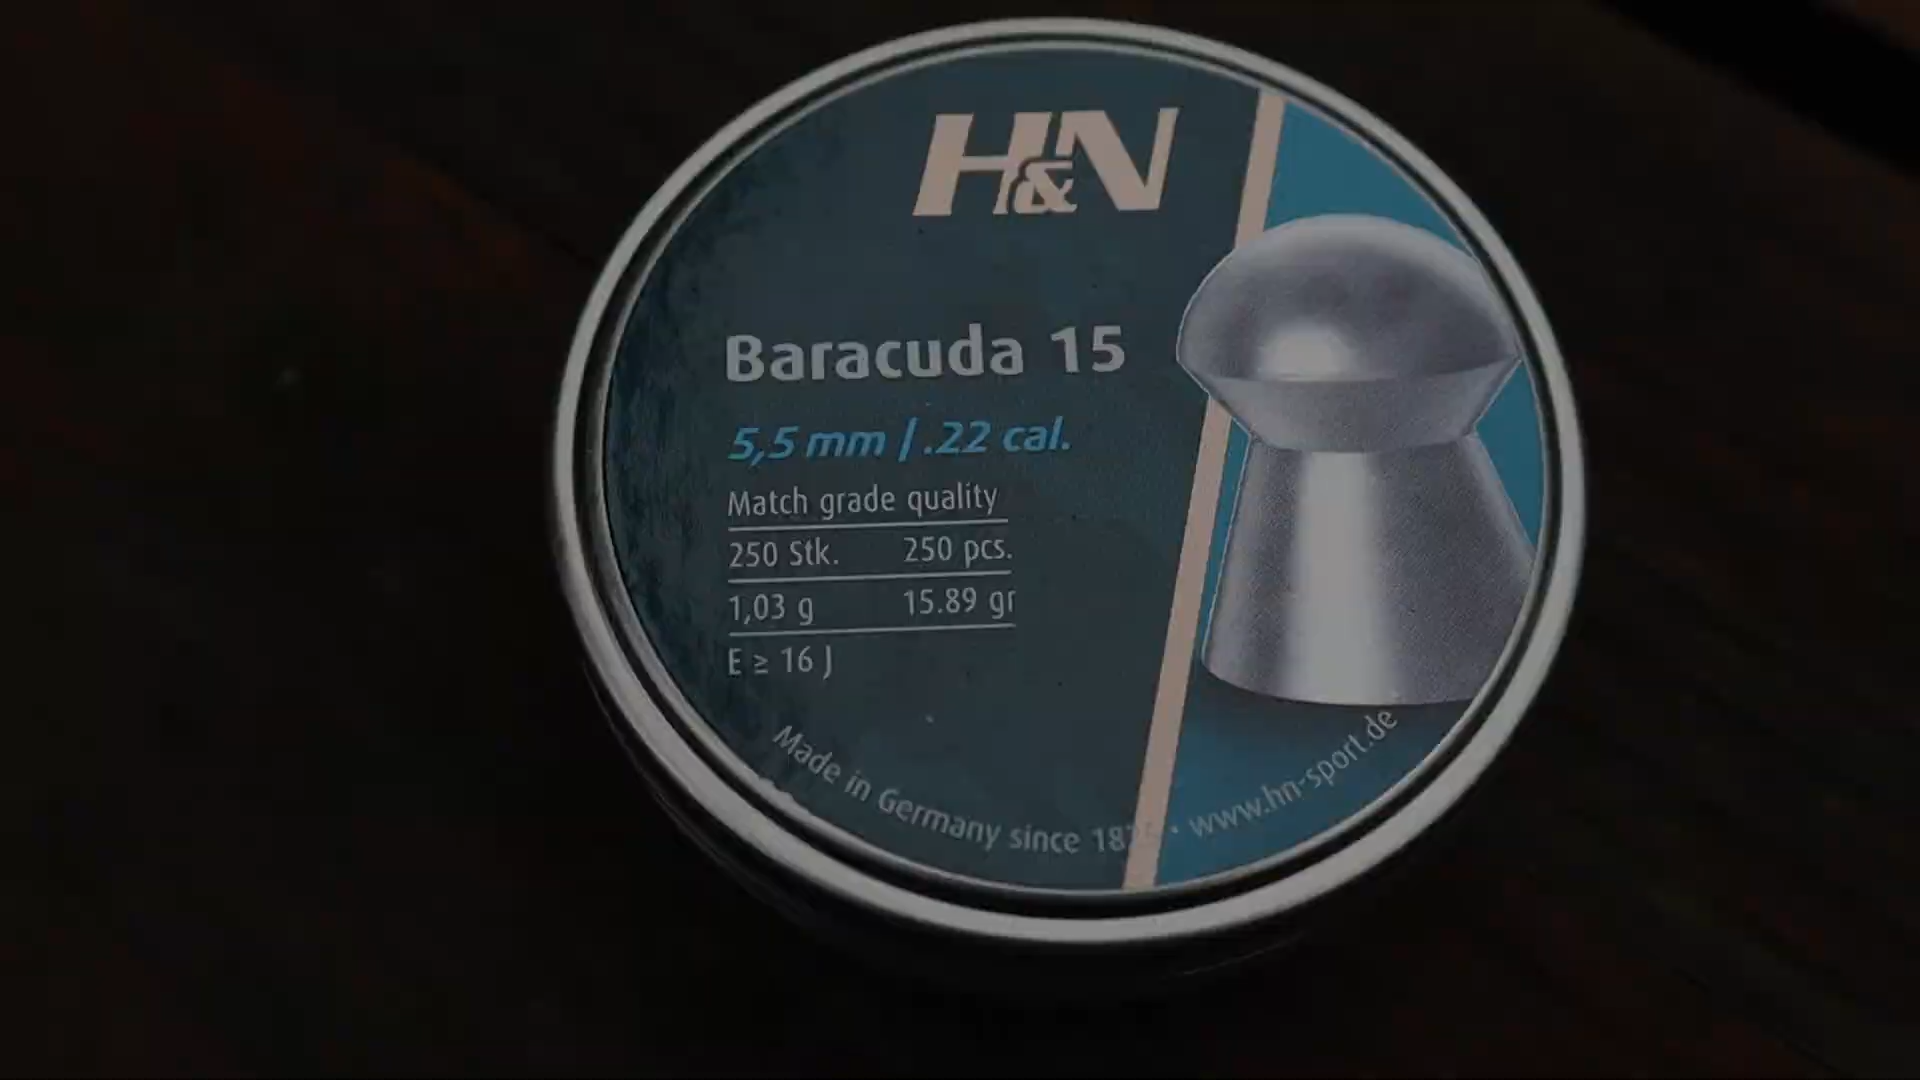 H&N
Baracuda 15
5,5 mm / .22 cal.
Match grade quality
250 Stk. 250 pcs.
1,03 g 15.89 gr
E ≥ 16 J
Made in Germany since • www.hn-sport.de